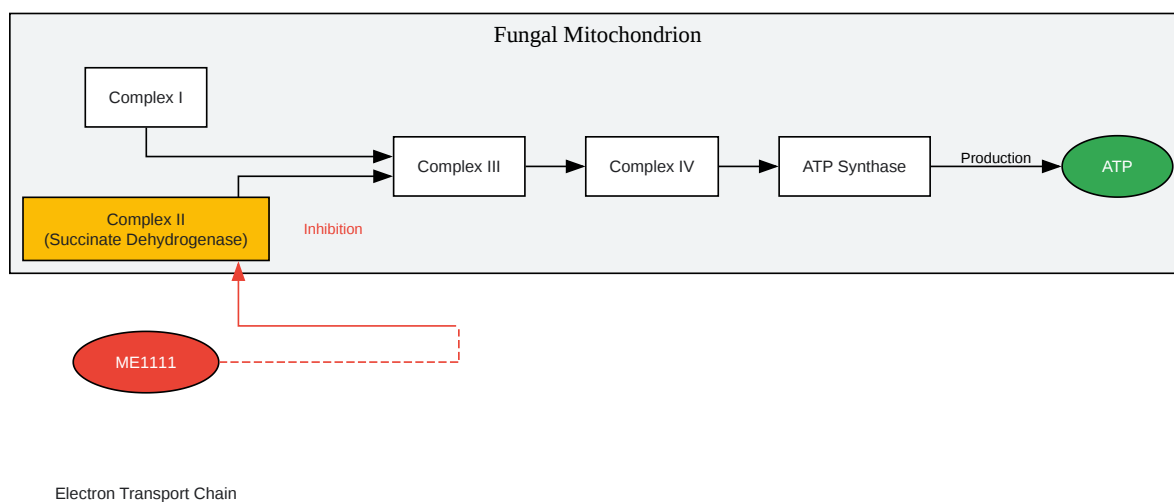 Fungal Mitochondrion
Complex I
Complex III
Complex IV
ATP Synthase
Production
ATP
Complex II
(Succinate Dehydrogenase)
Inhibition
ME1111
Electron Transport Chain